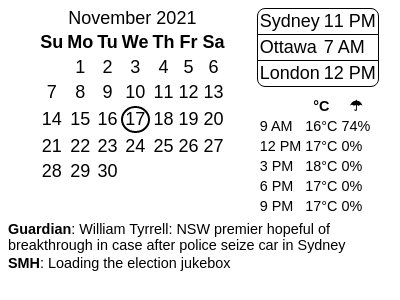 November 2021
Su Mo Tu We Th Fr Sa
1 2 3 4 5 6
7 8 9 10 11 12 13
14 15 16 17 18 19 20
21 22 23 24 25 26 27
28 29 30
Sydney 11 PM
Ottawa 7 AM
London 12 PM
°C ☂
9 AM 16°C 74%
12 PM 17°C 0%
3 PM 18°C 0%
6 PM 17°C 0%
9 PM 17°C 0%
Guardian: William Tyrrell: NSW premier hopeful of
breakthrough in case after police seize car in Sydney
SMH: Loading the election jukebox